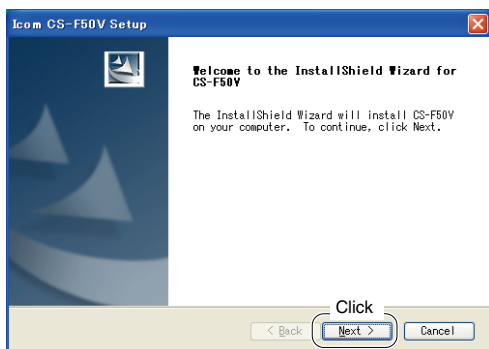 Icom CS-F50V Setup
Welcome to the InstallShield Wizard for
CS-F50V
The InstallShield Wizard will install CS-F50V
on your computer. To continue, click Next.
Click
< Back
Next >
Cancel